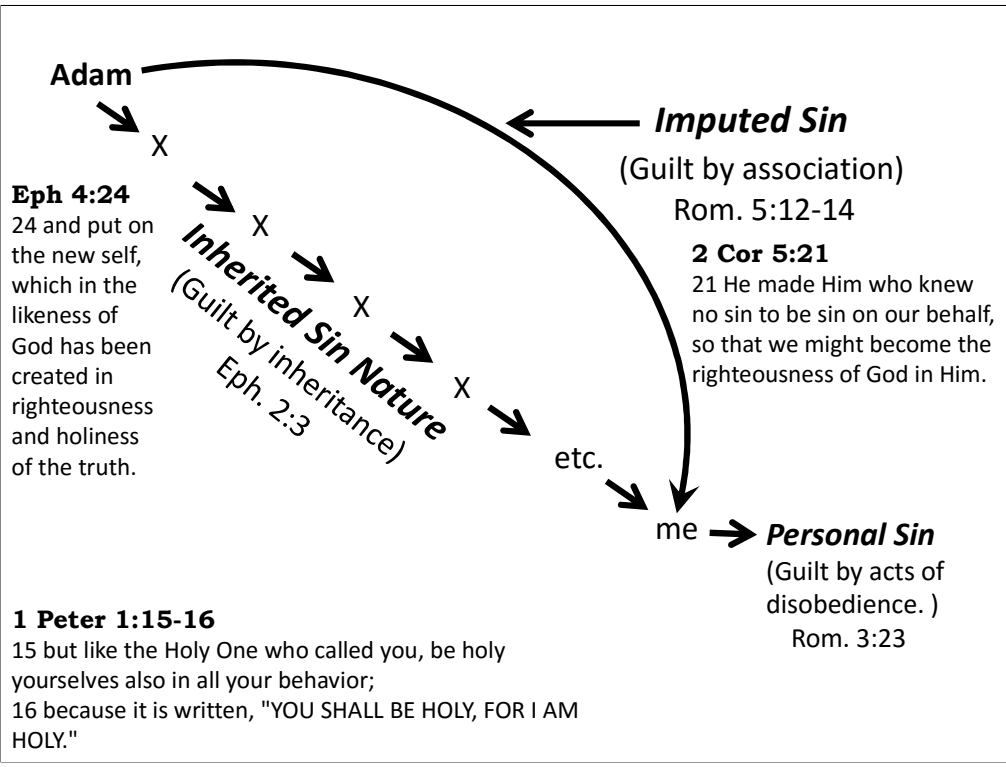 Adam
X
X
X
X
etc.
me
Imputed Sin
(Guilt by association)
Rom. 5:12-14
2 Cor 5:21
21 He made Him who knew
no sin to be sin on our behalf,
so that we might become the
righteousness of God in Him.
Eph 4:24
24 and put on
the new self,
which in the
likeness of
God has been
created in
righteousness
and holiness
of the truth.
Inherited Sin Nature
(Guilt by inheritance)
Eph. 2:3
Personal Sin
(Guilt by acts of
disobedience. )
Rom. 3:23
1 Peter 1:15-16
15 but like the Holy One who called you, be holy
yourselves also in all your behavior;
16 because it is written, "YOU SHALL BE HOLY, FOR I AM
HOLY."